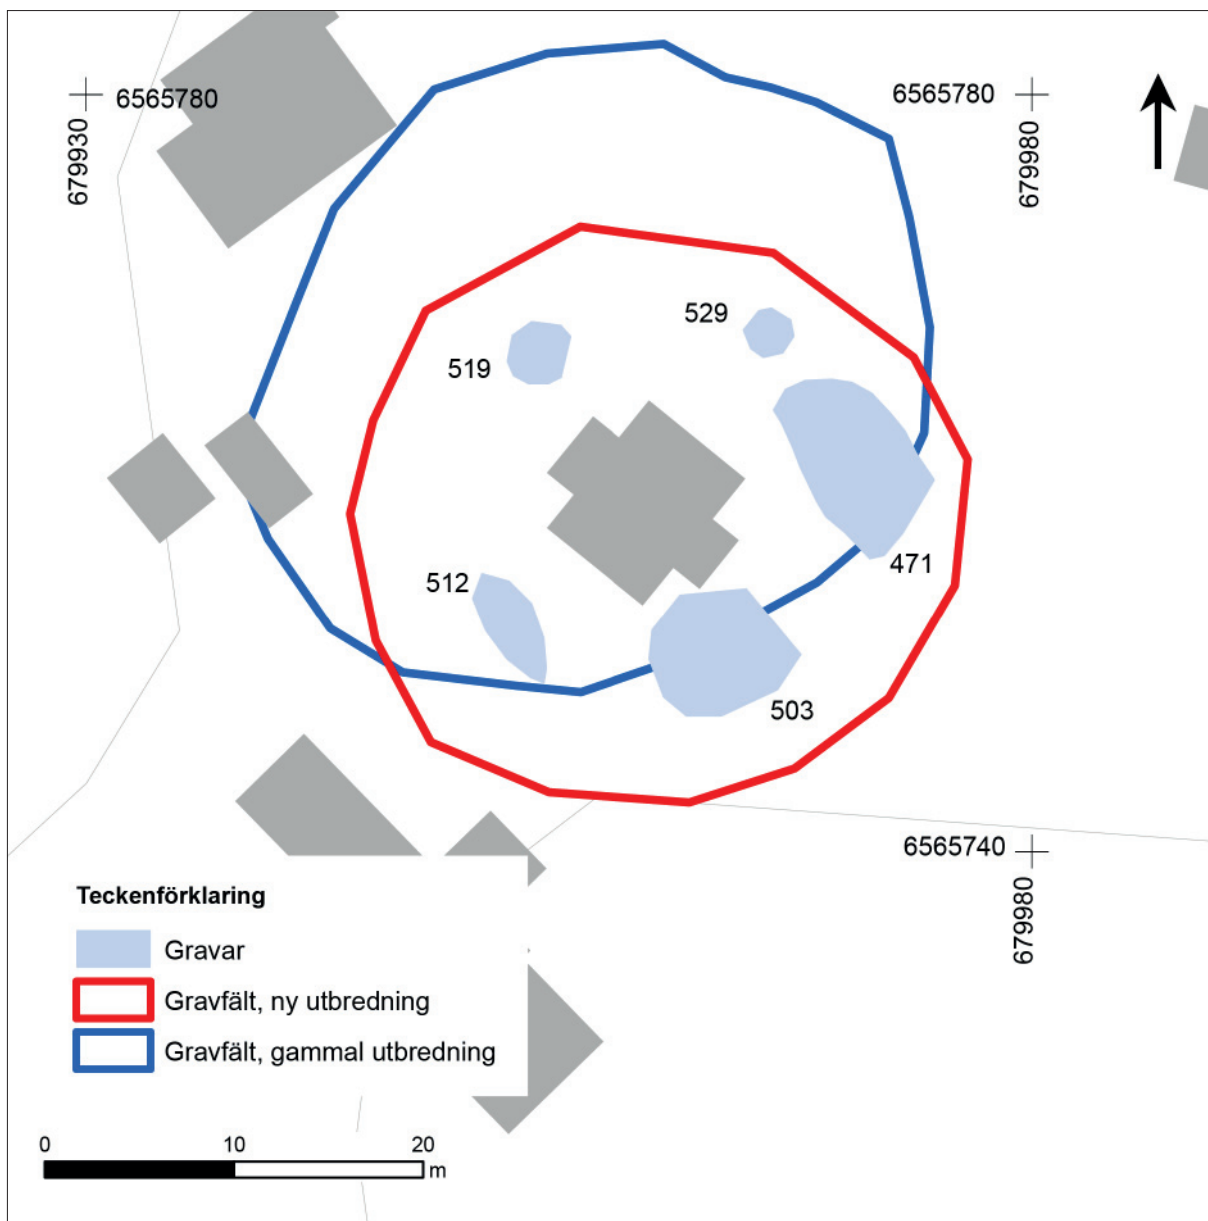 6565780
679930
6565780
679980
529
519
471
512
503
6565740
679980
Teckenförklaring
Gravar
Gravfält, ny utbredning
Gravfält, gammal utbredning
0 10 20
m